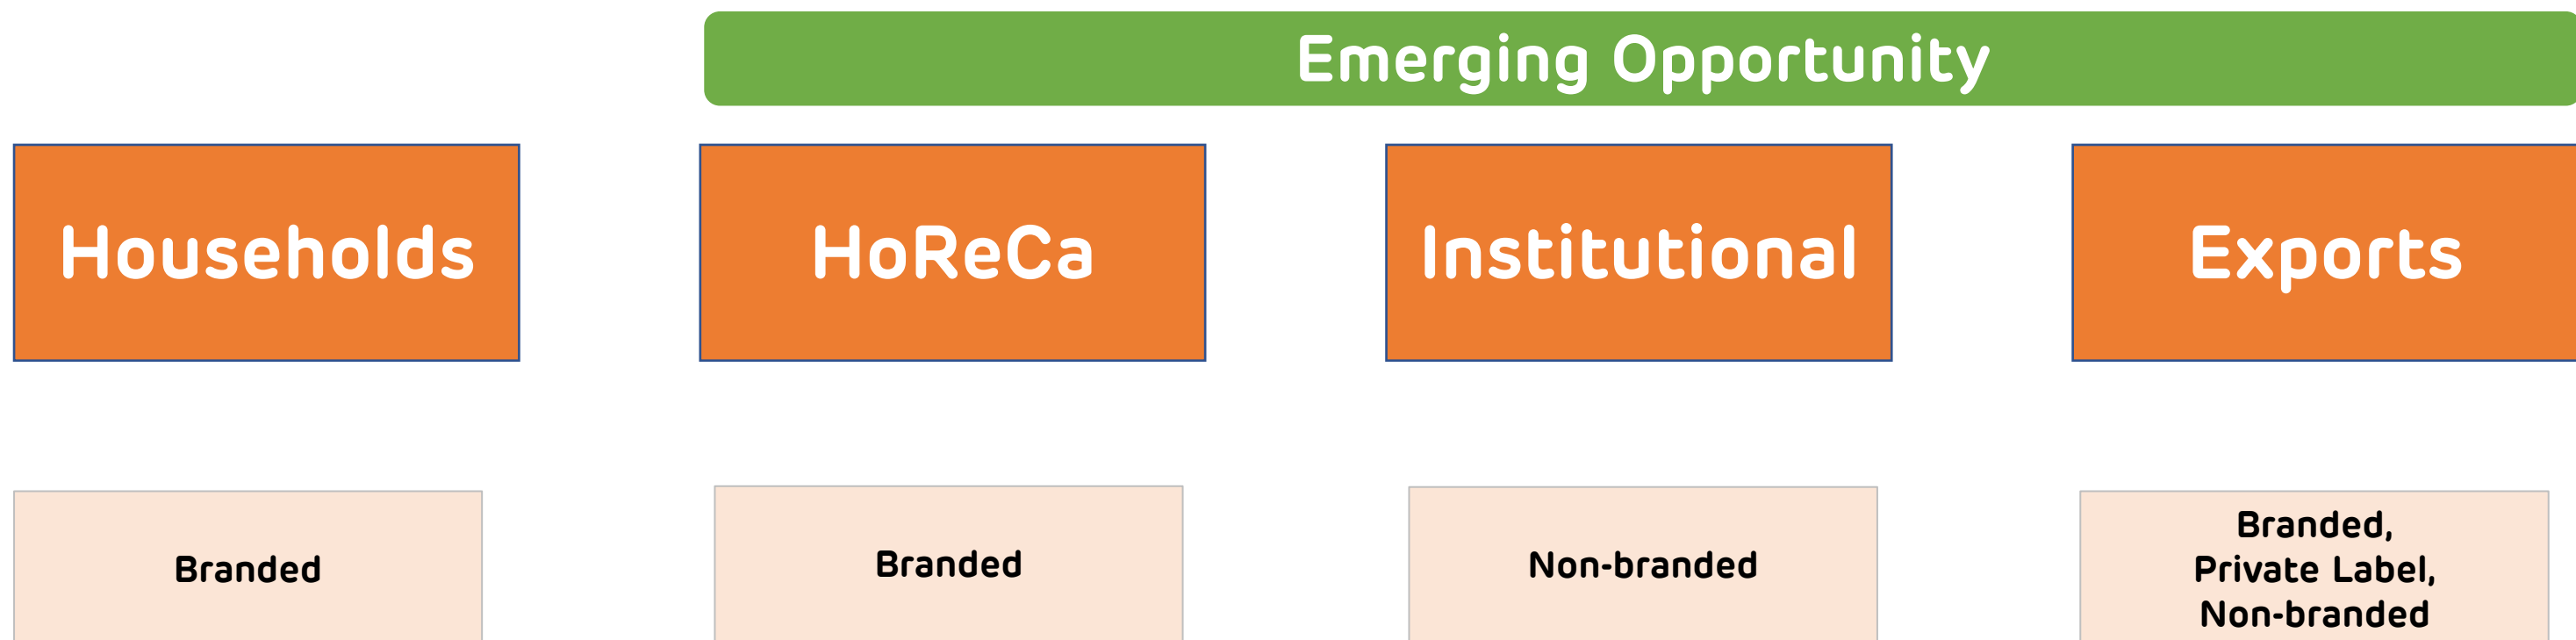 Emerging Opportunity
Households
HoReCa
Institutional
Exports
Branded
Branded
Non-branded
Branded,
Private Label,
Non-branded